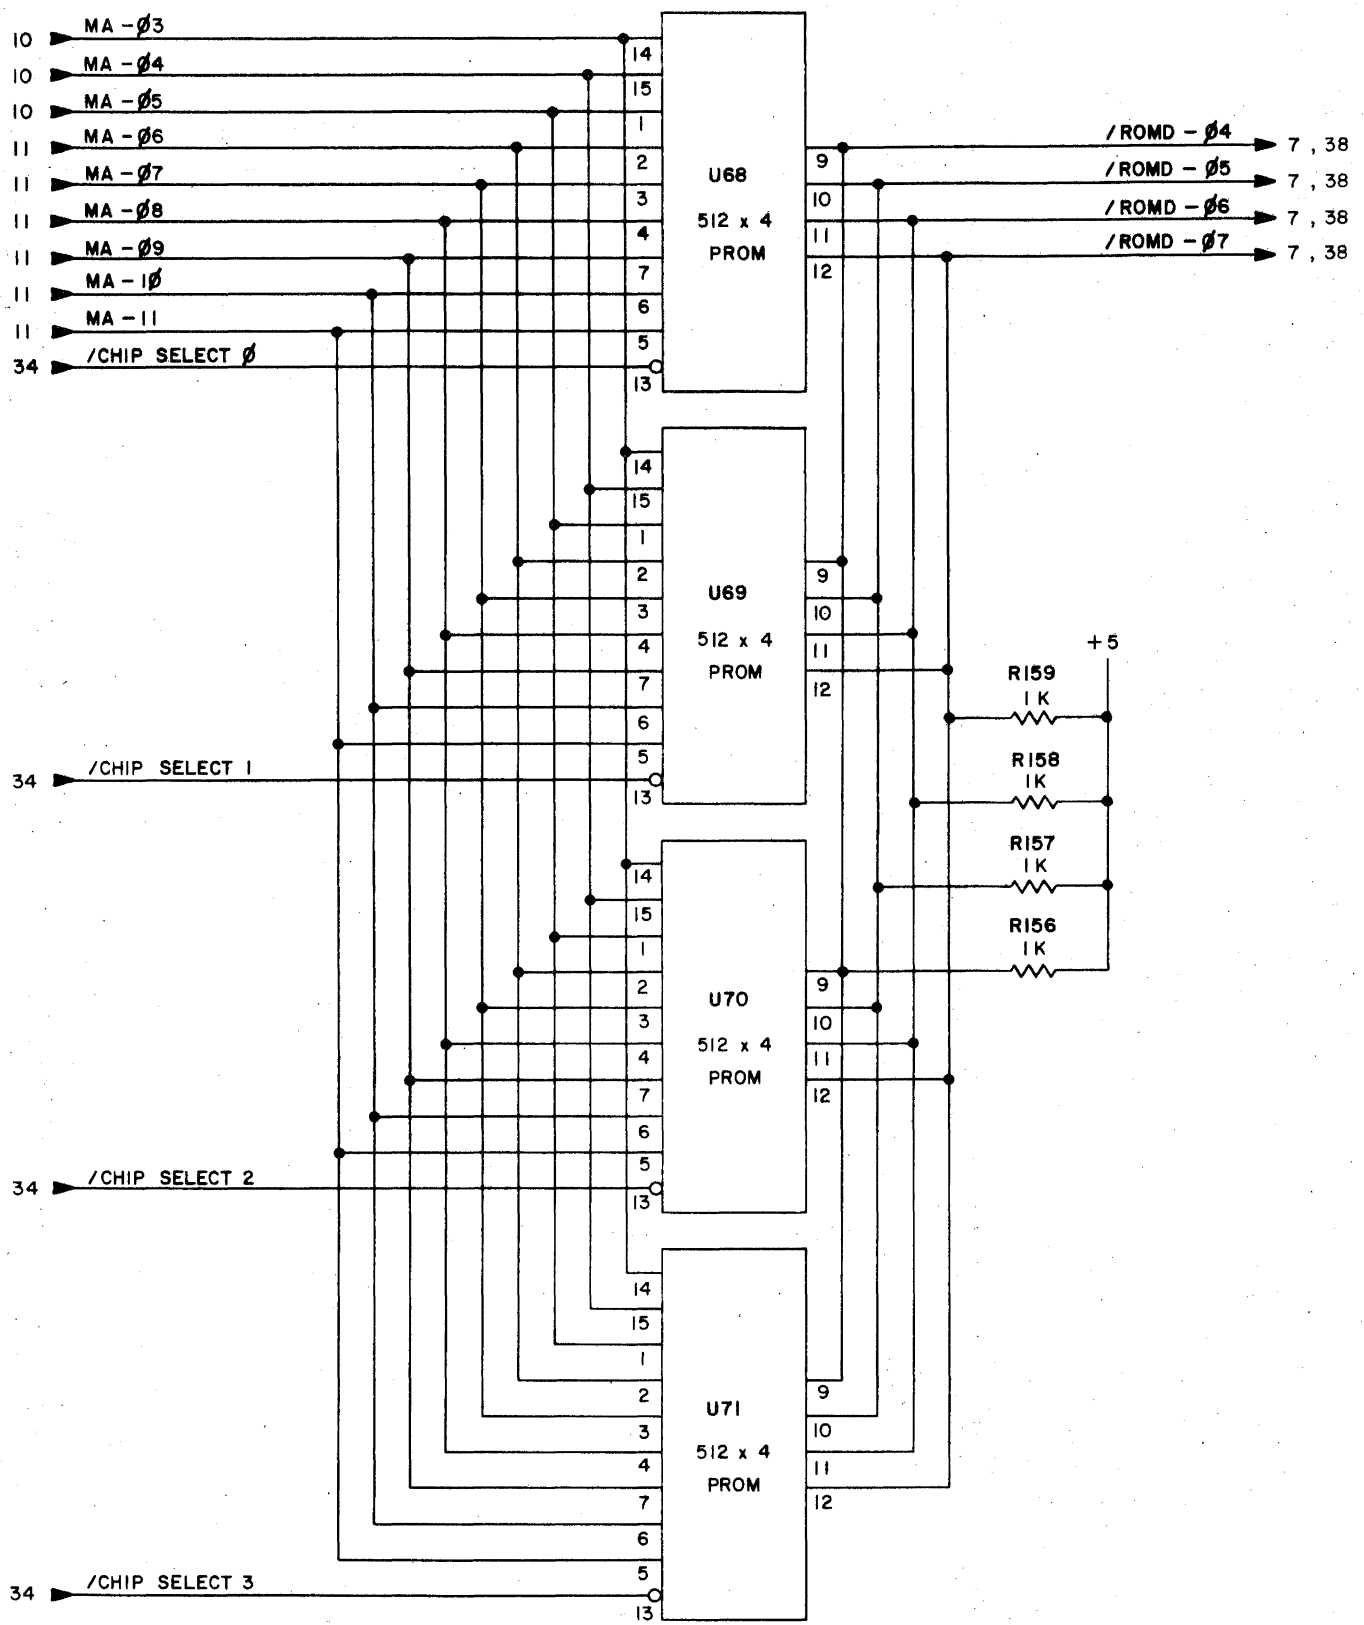 10 MA-Ø3
10 MA-Ø4
10 MA-Ø5
11 MA-Ø6
11 MA-Ø7
11 MA-Ø8
11 MA-Ø9
11 MA-1Ø
11 MA-11
34 /CHIP SELECT Ø
14
15
1
2
3
4
7
6
5
13
U68
512 x 4
PROM
9
10
11
12
/ROMD-Ø4 7,38
/ROMD-Ø5 7,38
/ROMD-Ø6 7,38
/ROMD-Ø7 7,38
14
15
1
2
3
4
7
6
5
13
U69
512 x 4
PROM
9
10
11
12
34 /CHIP SELECT 1
+5
R159
1K
R158
1K
R157
1K
R156
1K
14
15
1
2
3
4
7
6
5
13
U70
512 x 4
PROM
9
10
11
12
34 /CHIP SELECT 2
14
15
1
2
3
4
7
6
5
13
U71
512 x 4
PROM
9
10
11
12
34 /CHIP SELECT 3